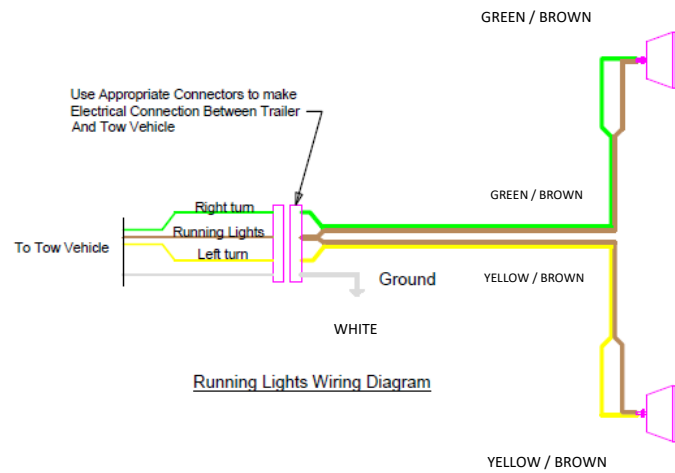 GREEN / BROWN
Use Appropriate Connectors to make
Electrical Connection Between Trailer
And Tow Vehicle
GREEN / BROWN
Right turn
Running Lights
To Tow Vehicle
Left turn
Ground
YELLOW / BROWN
WHITE
Running Lights Wiring Diagram
YELLOW / BROWN